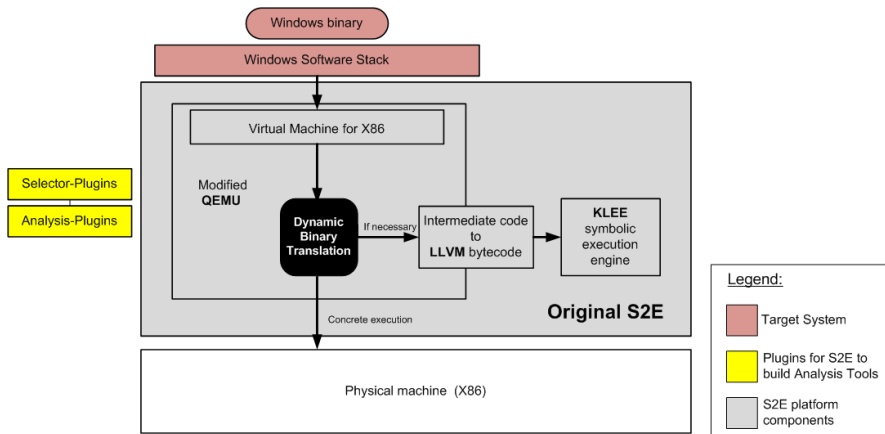 Windows binary
Windows Software Stack
Virtual Machine for X86
Selector-Plugins
Analysis-Plugins
Modified
QEMU
Dynamic
Binary
Translation
If necessary
Intermediate code
to
LLVM bytecode
KLEE
symbolic
execution
engine
Original S2E
Concrete execution
Physical machine (X86)
Legend:
Target System
Plugins for S2E to
build Analysis Tools
S2E platform
components